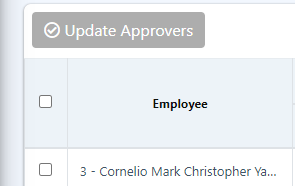 Update Approvers
Employee
3 - Cornelio Mark Christopher Ya...